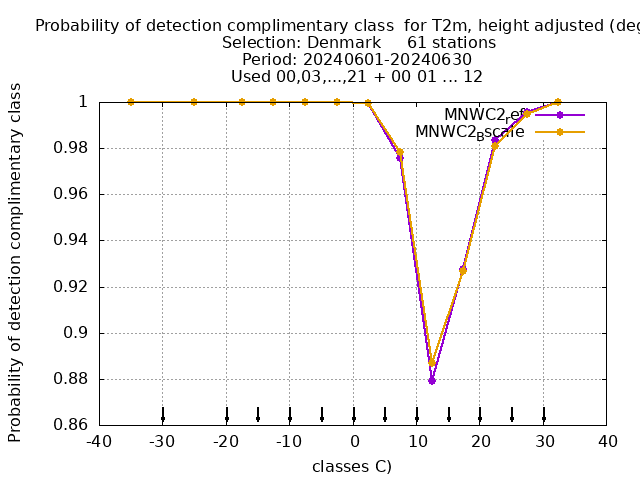 Probability of detection complimentary class  for T2m, height adjusted (deg
Selection: Denmark     61 stations
Period: 20240601-20240630
Used 00,03,...,21 + 00 01 ... 12
Probability of detection complimentary class
1
0.98
0.96
0.94
0.92
0.9
0.88
0.86
MNWC2ref
MNWC2Bscale
-40
-30
-20
-10
0
10
20
30
40
classes C)